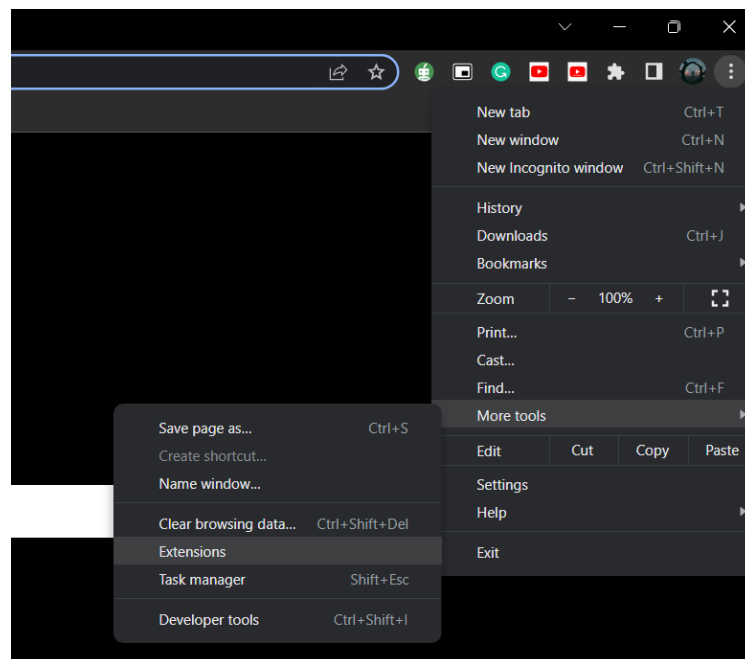 New tab Ctrl+T
New window Ctrl+N
New Incognito window Ctrl+Shift+N
History
Downloads Ctrl+J
Bookmarks
Zoom - 100% +
Print... Ctrl+P
Cast...
Find... Ctrl+F
More tools
Edit Cut Copy Paste
Settings
Help
Exit
Save page as... Ctrl+S
Create shortcut...
Name window...
Clear browsing data... Ctrl+Shift+Del
Extensions
Task manager Shift+Esc
Developer tools Ctrl+Shift+I